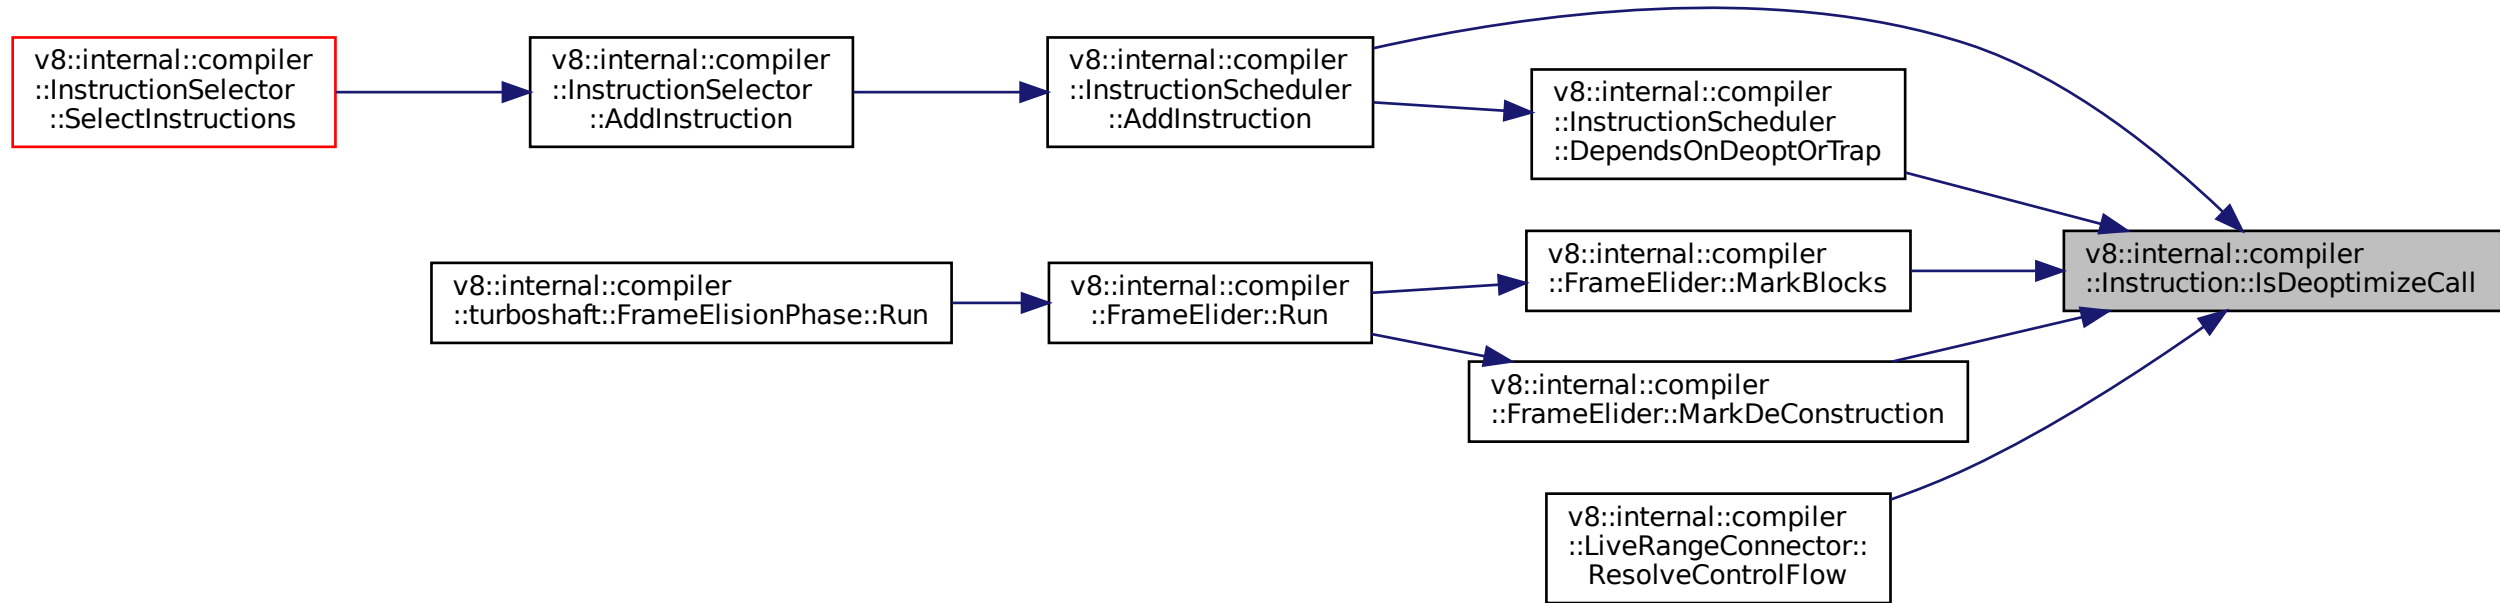 v8::internal::compiler
::InstructionSelector
::SelectInstructions
v8::internal::compiler
::InstructionSelector
::AddInstruction
v8::internal::compiler
::InstructionScheduler
::AddInstruction
v8::internal::compiler
::InstructionScheduler
::DependsOnDeoptOrTrap
v8::internal::compiler
::turboshaft::FrameElisionPhase::Run
v8::internal::compiler
::FrameElider::Run
v8::internal::compiler
::FrameElider::MarkBlocks
v8::internal::compiler
::Instruction::IsDeoptimizeCall
v8::internal::compiler
::FrameElider::MarkDeConstruction
v8::internal::compiler
::LiveRangeConnector::
ResolveControlFlow